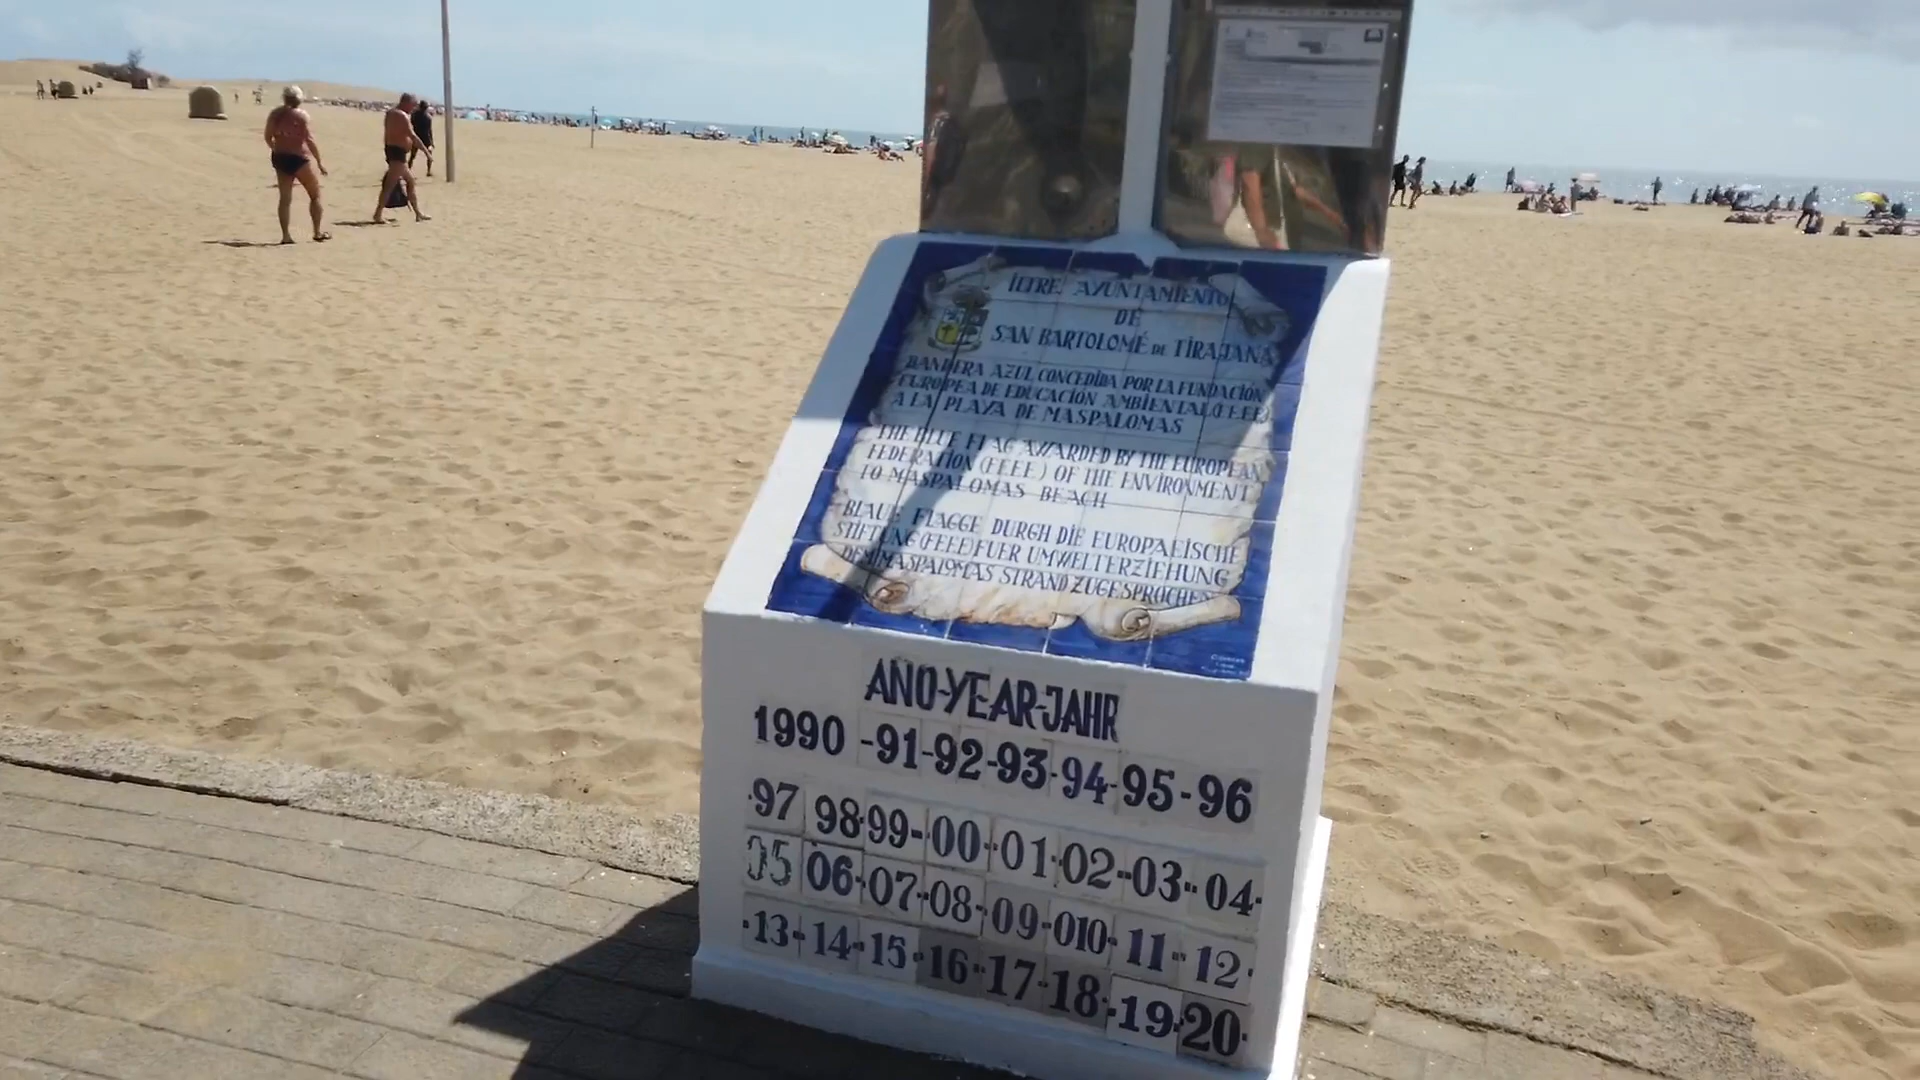 ILTRE. AYUNTAMIENTO
DE
SAN BARTOLOMÉ DE TIRAJANA
BANDERA AZUL CONCEDIDA POR LA FUNDACIÓN
EUROPEA DE EDUCACIÓN AMBIENTAL (F.E.E.E)
A LA PLAYA DE MASPALOMAS
THE BLUE FLAG AWARDED BY THE EUROPEAN
FEDERATION (F.E.E.E.) OF THE ENVIRONMENT
TO MASPALOMAS BEACH
BLAUE FLAGGE DURCH DIE EUROPAEISCHE
STIFTUNG (F.E.E.E) FUER UMWELTERZIEHUNG
DEM MASPALOMAS STRAND ZUGESPROCHEN
AÑO-YEAR-JAHR
1990-91-92-93-94-95-96
·97 98·99-·00·-01·02·-03·-04·
05 06·-07·-08·-09·-010·-11·-12·
·13·-14·-15·-16·-17·-18·-19·-20·